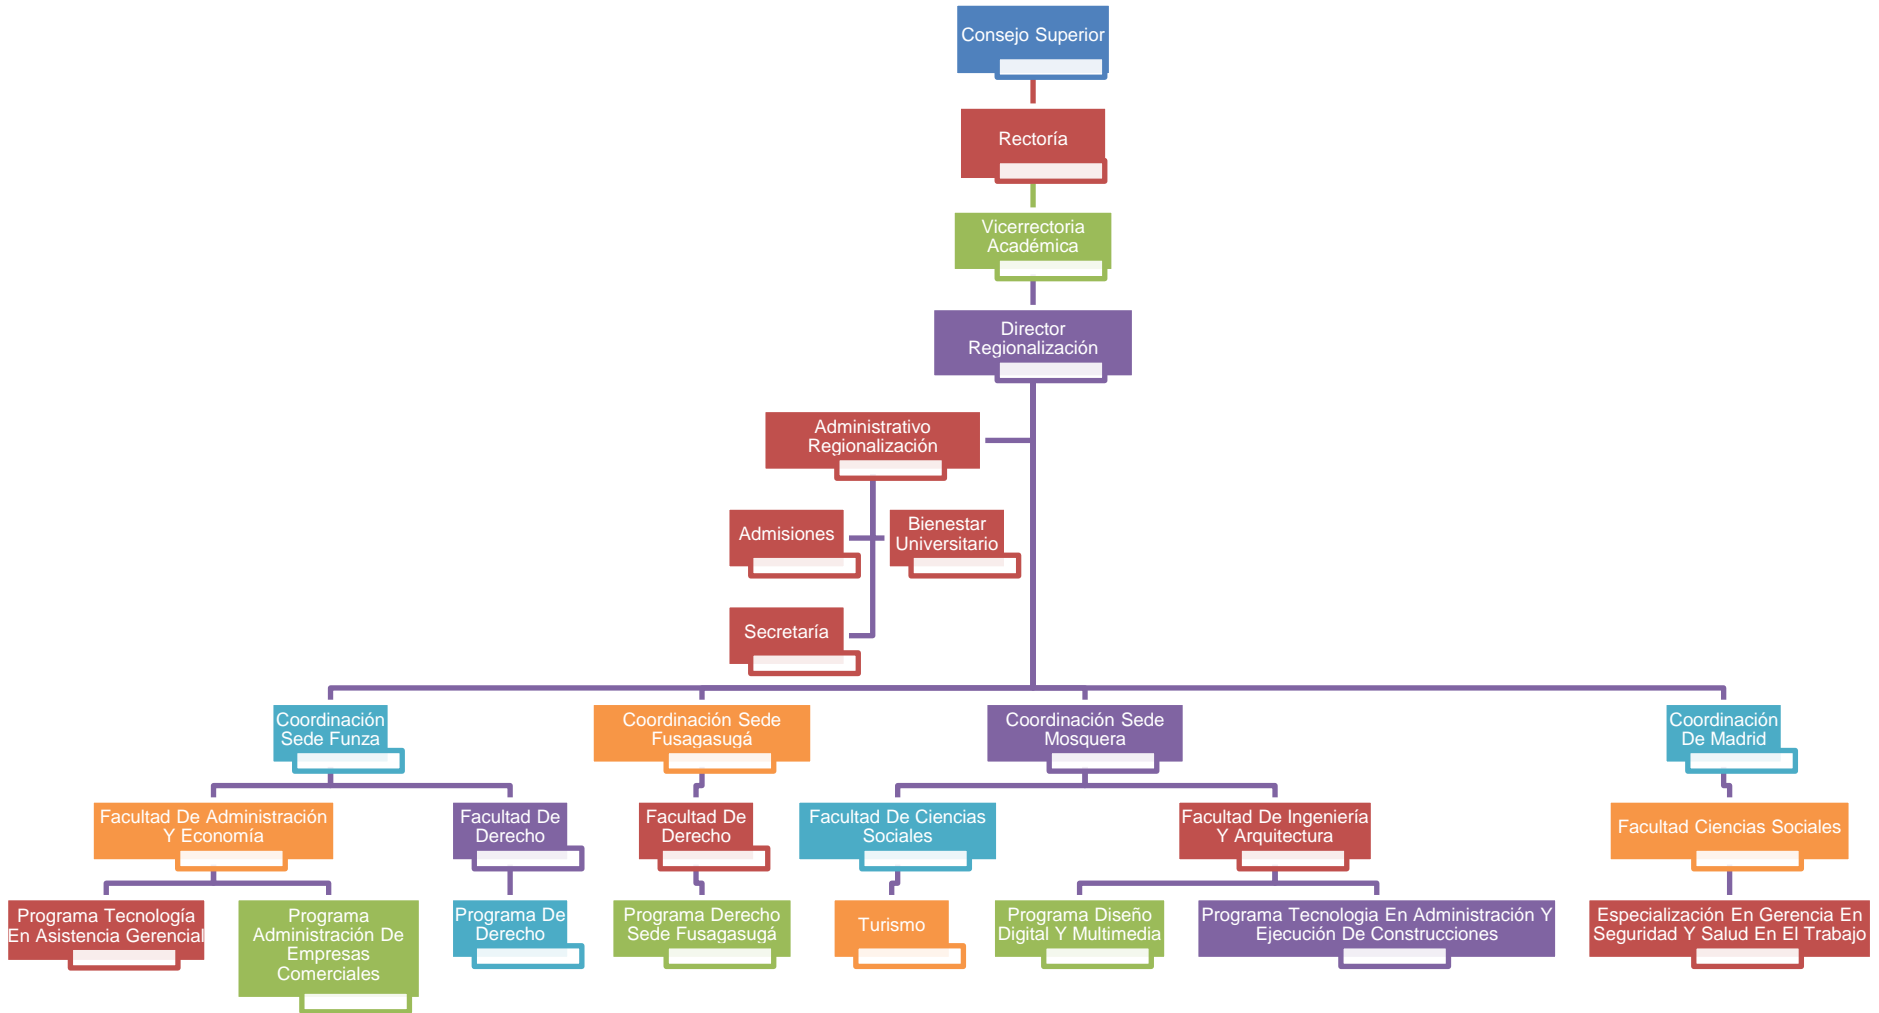 Consejo Superior
Rectoría
Vicerrectoria
Académica
Director
Regionalización
Administrativo
Regionalización
Admisiones
Bienestar
Universitario
Secretaría
Coordinación
Sede Funza
Coordinación Sede
Fusagasugá
Coordinación Sede
Mosquera
Coordinación
De Madrid
Facultad De Administración
Y Economía
Facultad De
Derecho
Facultad De
Derecho
Facultad De Ciencias
Sociales
Facultad De Ingeniería
Y Arquitectura
Facultad Ciencias Sociales
Programa Tecnología
En Asistencia Gerencial
Programa
Administración De
Empresas
Comerciales
Programa De
Derecho
Programa Derecho
Sede Fusagasugá
Turismo
Programa Diseño
Digital Y Multimedia
Programa Tecnologia En Administración Y
Ejecución De Construcciones
Especialización En Gerencia En
Seguridad Y Salud En El Trabajo